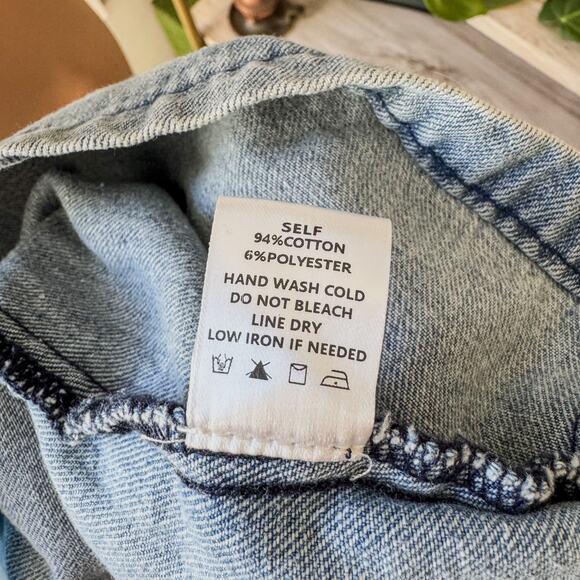 SELF
94%COTTON
6%POLYESTER
HAND WASH COLD
DO NOT BLEACH
LINE DRY
LOW IRON IF NEEDED